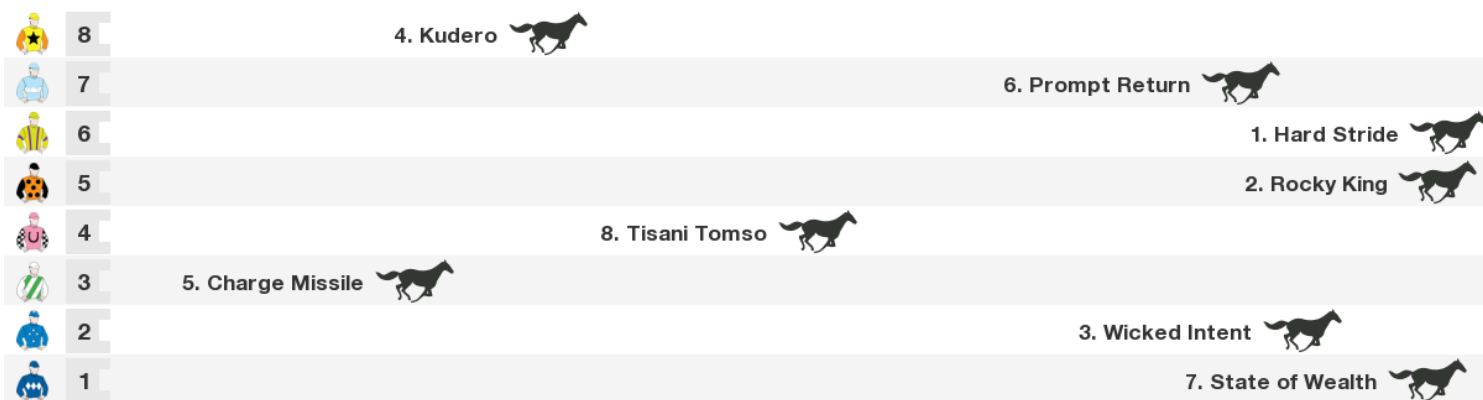 8 4. Kudero
7 6. Prompt Return
6 1. Hard Stride
5 2. Rocky King
4 8. Tisani Tomso
3 5. Charge Missile
2 3. Wicked Intent
1 7. State of Wealth